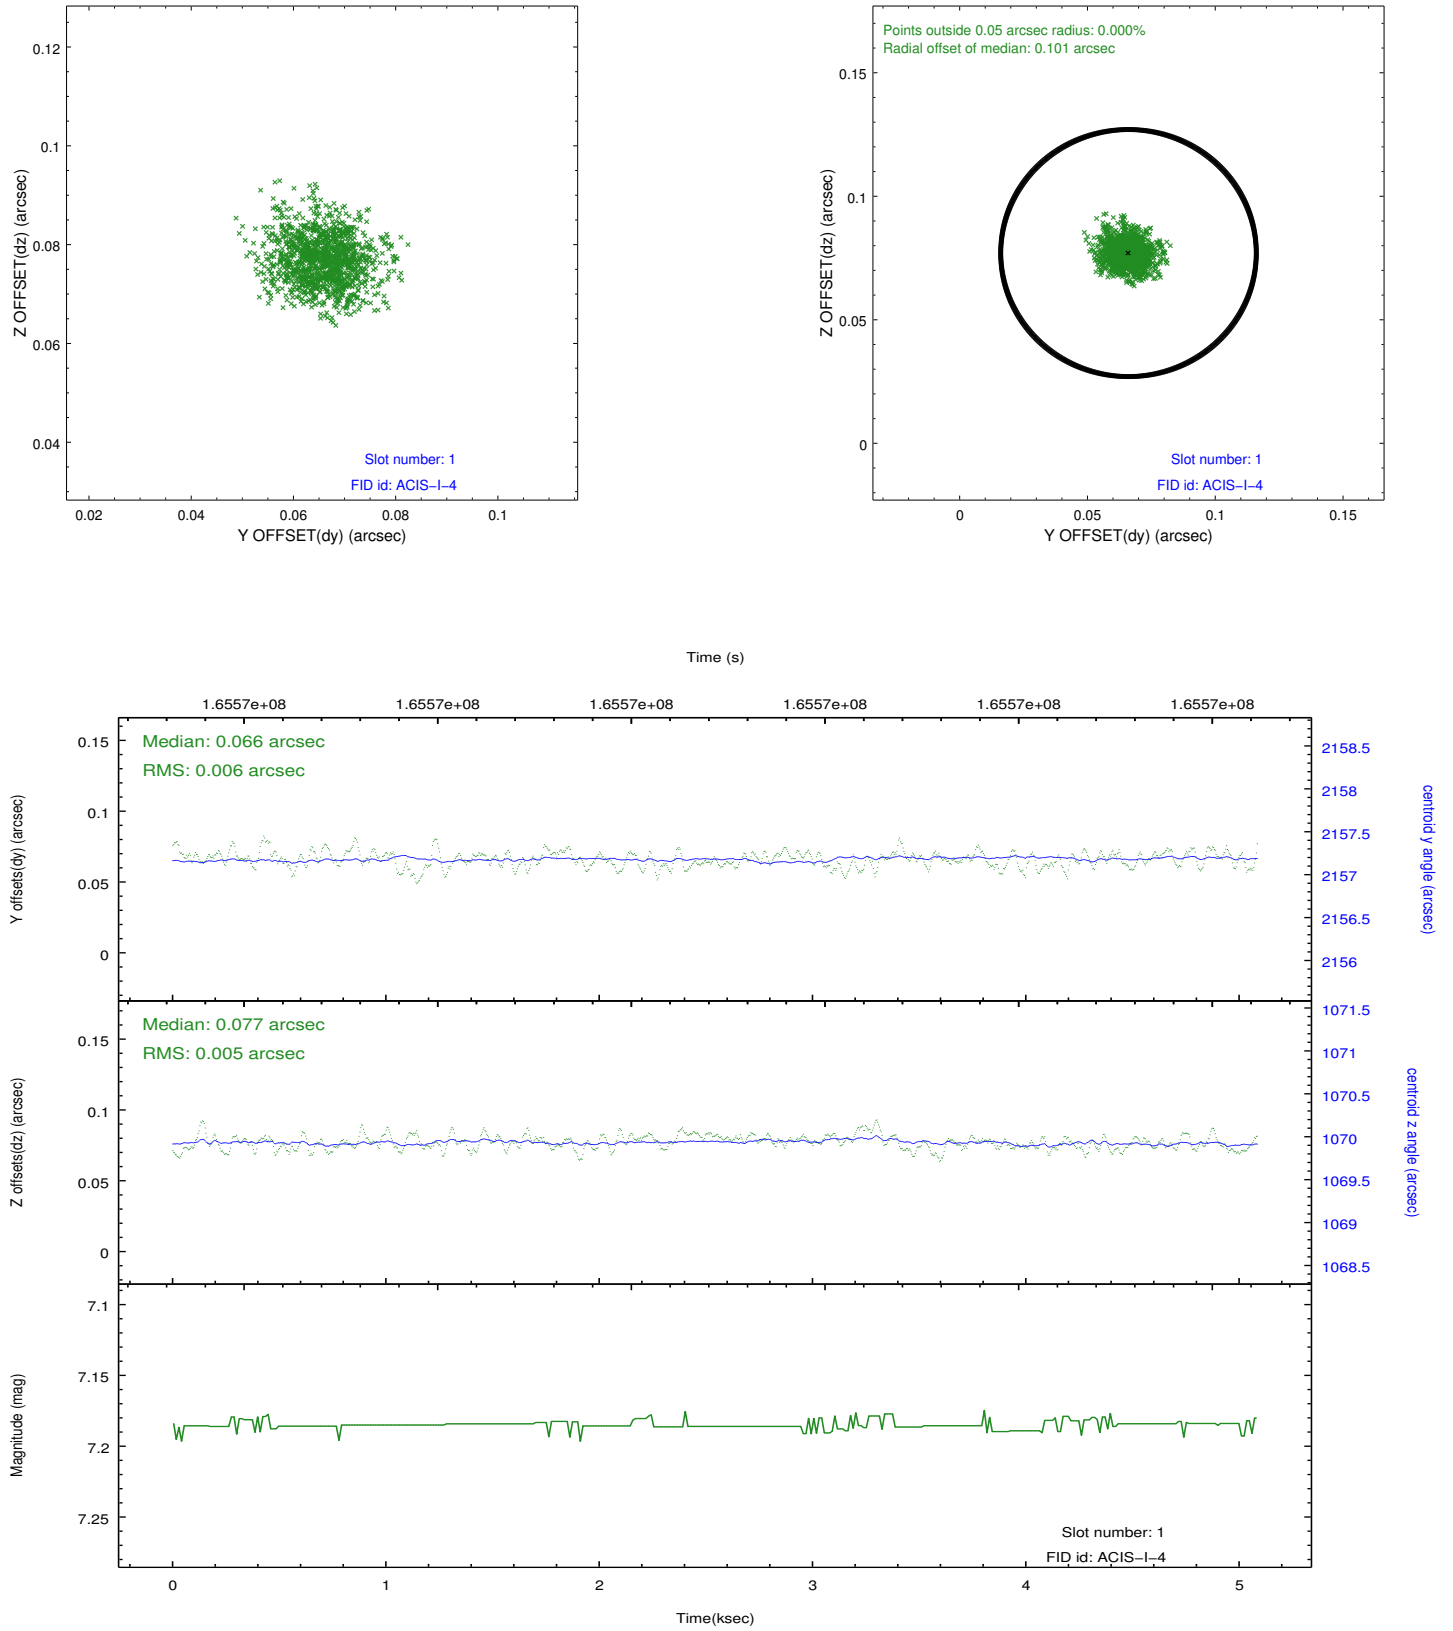 0.12
0.1
0.08
0.06
0.04
Z OFFSET(dz) (arcsec)
Slot number: 1
FID id: ACIS−I−4
0.02
0.04
0.06
0.08
0.1
Y OFFSET(dy) (arcsec)
Points outside 0.05 arcsec radius: 0.000%
Radial offset of median: 0.101 arcsec
0.15
0.1
0.05
0
Z OFFSET(dz) (arcsec)
Slot number: 1
FID id: ACIS−I−4
0
0.05
0.1
0.15
Y OFFSET(dy) (arcsec)
Time (s)
1.6557e+08
1.6557e+08
1.6557e+08
1.6557e+08
1.6557e+08
1.6557e+08
Median: 0.066 arcsec
RMS: 0.006 arcsec
0.15
0.1
0.05
0
Y offsets(dy) (arcsec)
2158.5
2158
2157.5
2157
2156.5
2156
centroid y angle (arcsec)
Median: 0.077 arcsec
RMS: 0.005 arcsec
0.15
0.1
0.05
0
Z offsets(dz) (arcsec)
1071.5
1071
1070.5
1070
1069.5
1069
1068.5
centroid z angle (arcsec)
7.1
7.15
7.2
7.25
Magnitude (mag)
Slot number: 1
FID id: ACIS−I−4
0
1
2
3
4
5
Time(ksec)